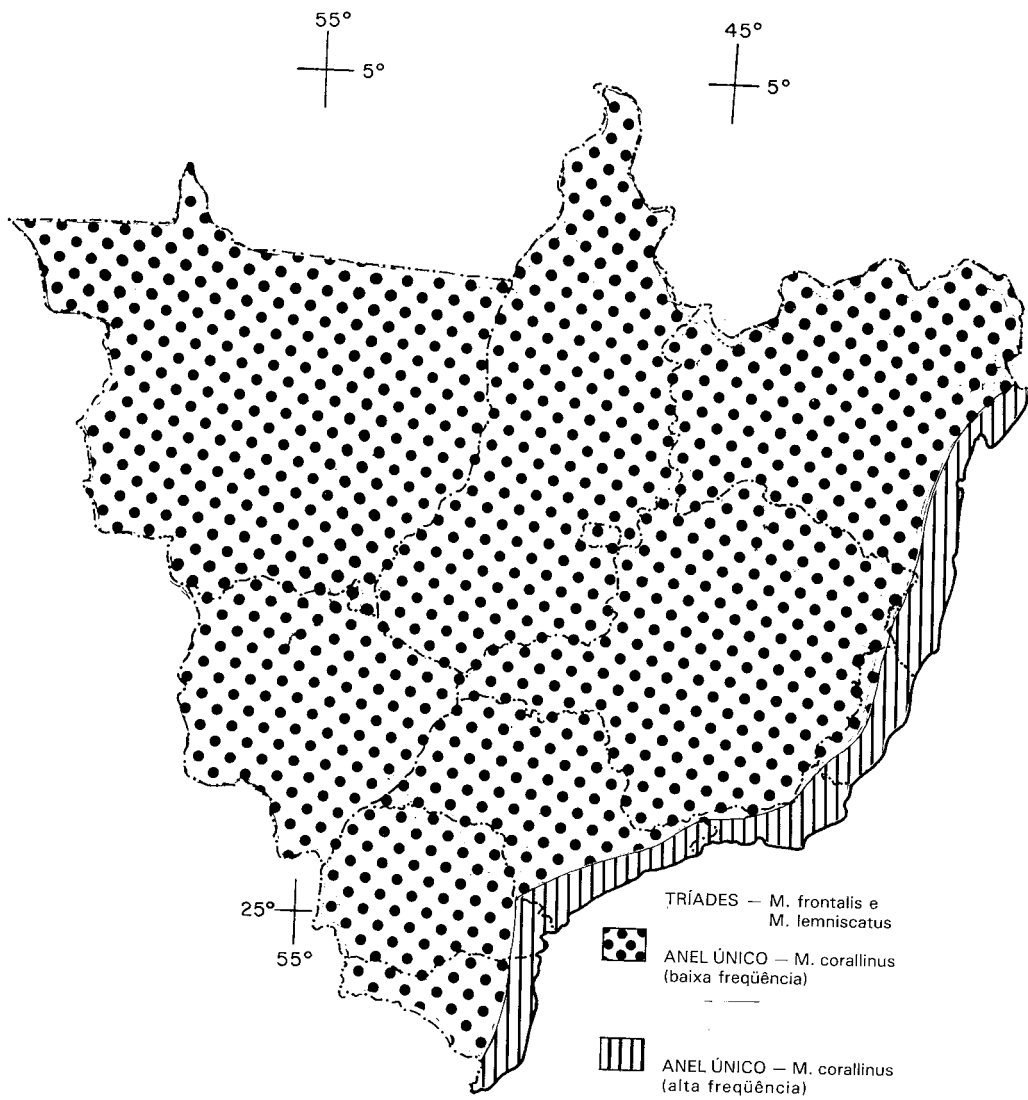 55°
5°
45°
5°
25°
55°
TRÍADES — M. frontalis e
M. lemniscatus
ANEL ÚNICO — M. corallinus
(baixa freqüência)
ANEL ÚNICO — M. corallinus
(alta freqüência)